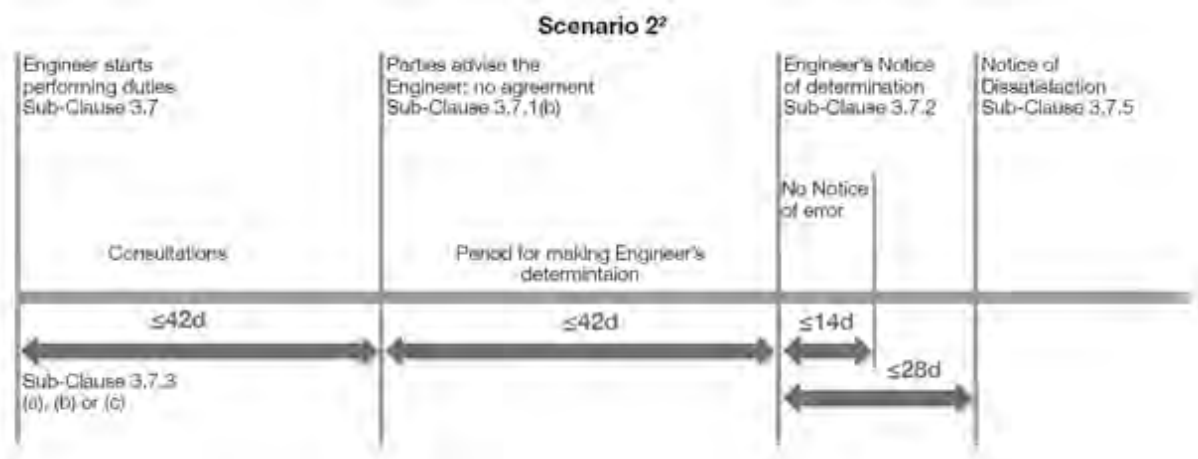 Scenario 2²
Engineer starts
performing duties
Sub-Clause 3.7
Parties advise the
Engineer: no agreement
Sub-Clause 3.7.1(b)
Engineer's Notice
of determination
Sub-Clause 3.7.2
Notice of
Dissatisfaction
Sub-Clause 3.7.5
No Notice
of error
Consultations
Period for making Engineer's
determintaion
≤42d
≤42d
≤14d
≤28d
Sub-Clause 3.7.3
(a), (b) or (c)